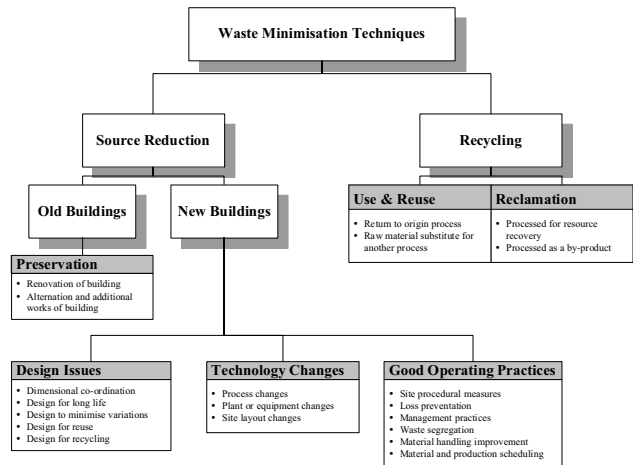 Waste Minimisation Techniques
Source Reduction
Recycling
Old Buildings
New Buildings
Use & Reuse
• Return to origin process
• Raw material substitute for
another process
Reclamation
• Processed for resource
recovery
• Processed as a by-product
Preservation
• Renovation of building
• Alternation and additional
works of building
Design Issues
• Dimensional co-ordination
• Design for long life
• Design to minimise variations
• Design for reuse
• Design for recycling
Technology Changes
• Process changes
• Plant or equipment changes
• Site layout changes
Good Operating Practices
• Site procedural measures
• Loss preventation
• Management practices
• Waste segregation
• Material handling improvement
• Material and production scheduling